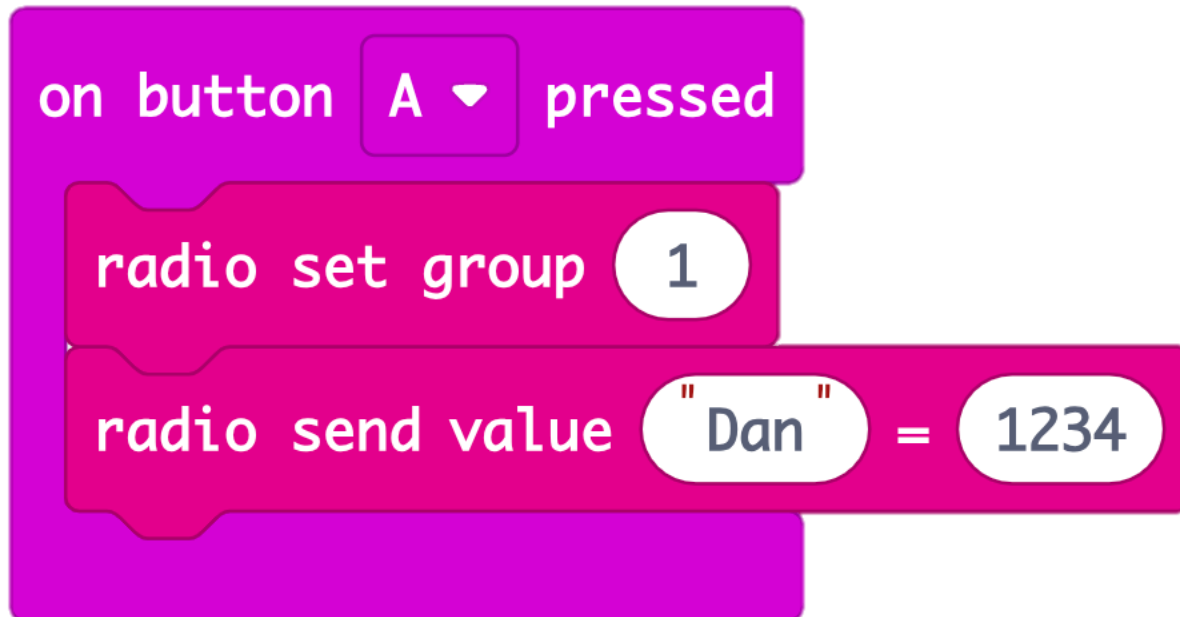 on button A pressed
radio set group 1
radio send value "Dan" = 1234